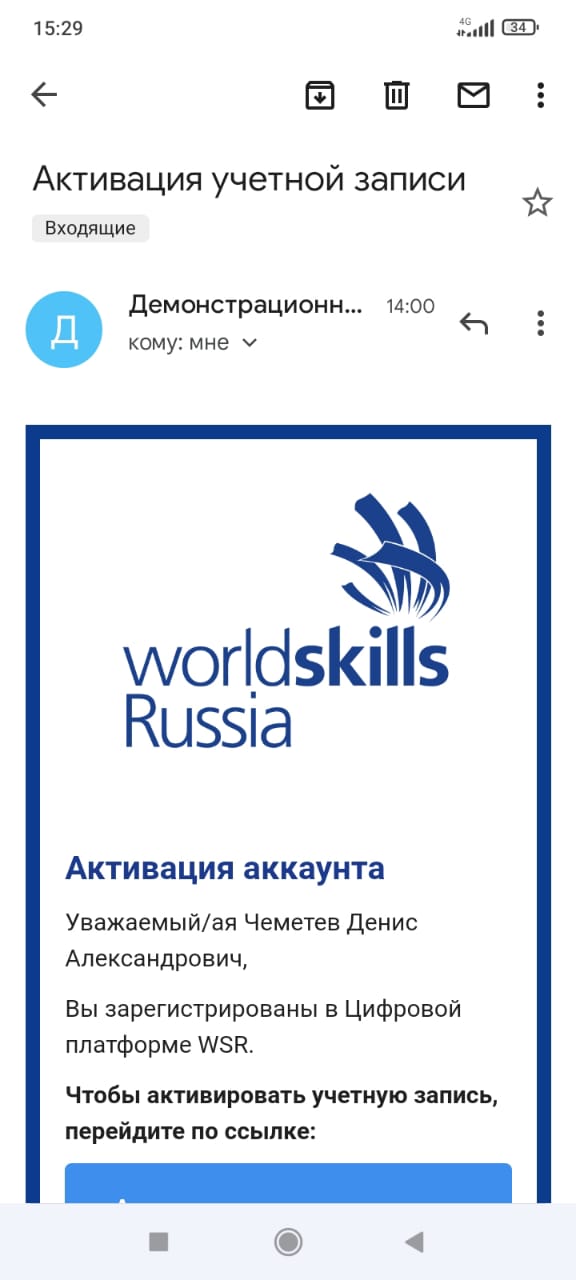 15:29
4G
34
Активация учетной записи
Входящие
Демонстрационн...
14:00
кому: мне
Д
worldskills
Russia
Активация аккаунта
Уважаемый/ая Чеметев Денис
Александрович,
Вы зарегистрированы в Цифровой
платформе WSR.
Чтобы активировать учетную запись,
перейдите по ссылке: